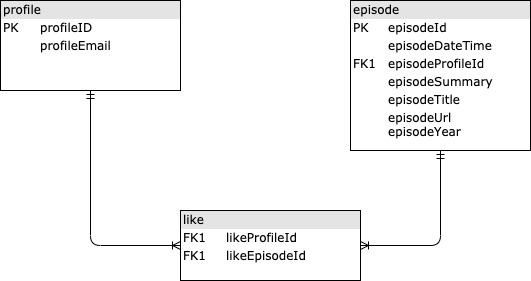 profile
PK profileID
profileEmail
episode
PK episodeId
episodeDateTime
FK1 episodeProfileId
episodeSummary
episodeTitle
episodeUrl
episodeYear
like
FK1 likeProfileId
FK1 likeEpisodeId